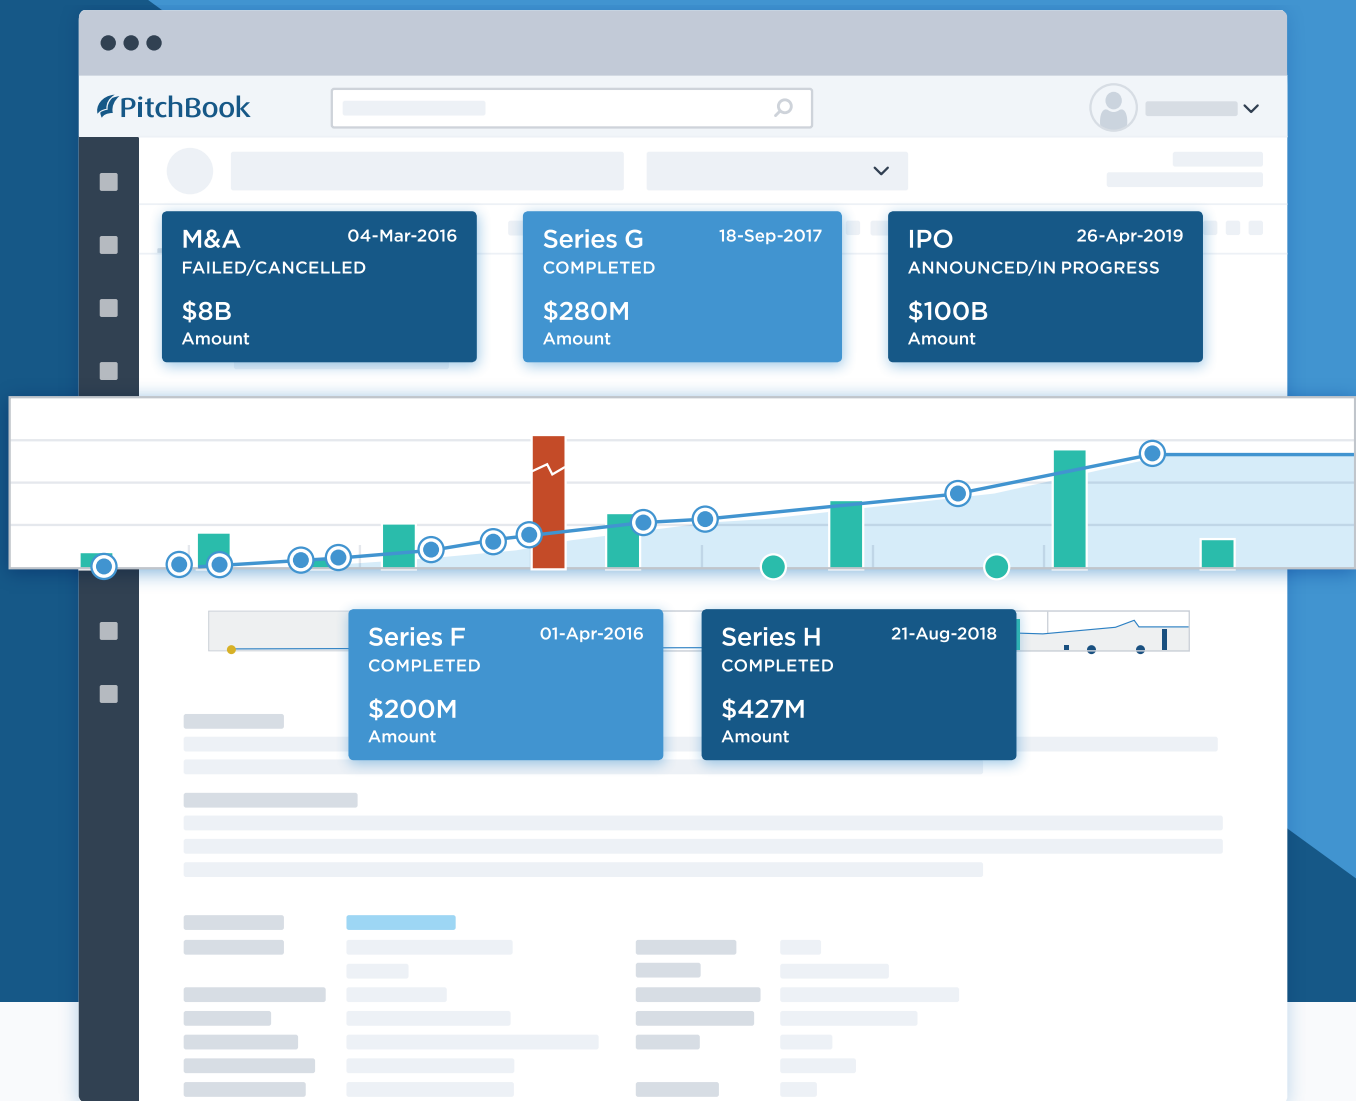 PitchBook
M&A 04-Mar-2016
FAILED/CANCELLED
$8B
Amount
Series G 18-Sep-2017
COMPLETED
$280M
Amount
IPO 26-Apr-2019
ANNOUNCED/IN PROGRESS
$100B
Amount
Series F 01-Apr-2016
COMPLETED
$200M
Amount
Series H 21-Aug-2018
COMPLETED
$427M
Amount